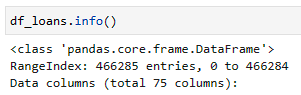 df_loans.info()
<class 'pandas.core.frame.DataFrame'>
RangeIndex: 466285 entries, 0 to 466284
Data columns (total 75 columns):